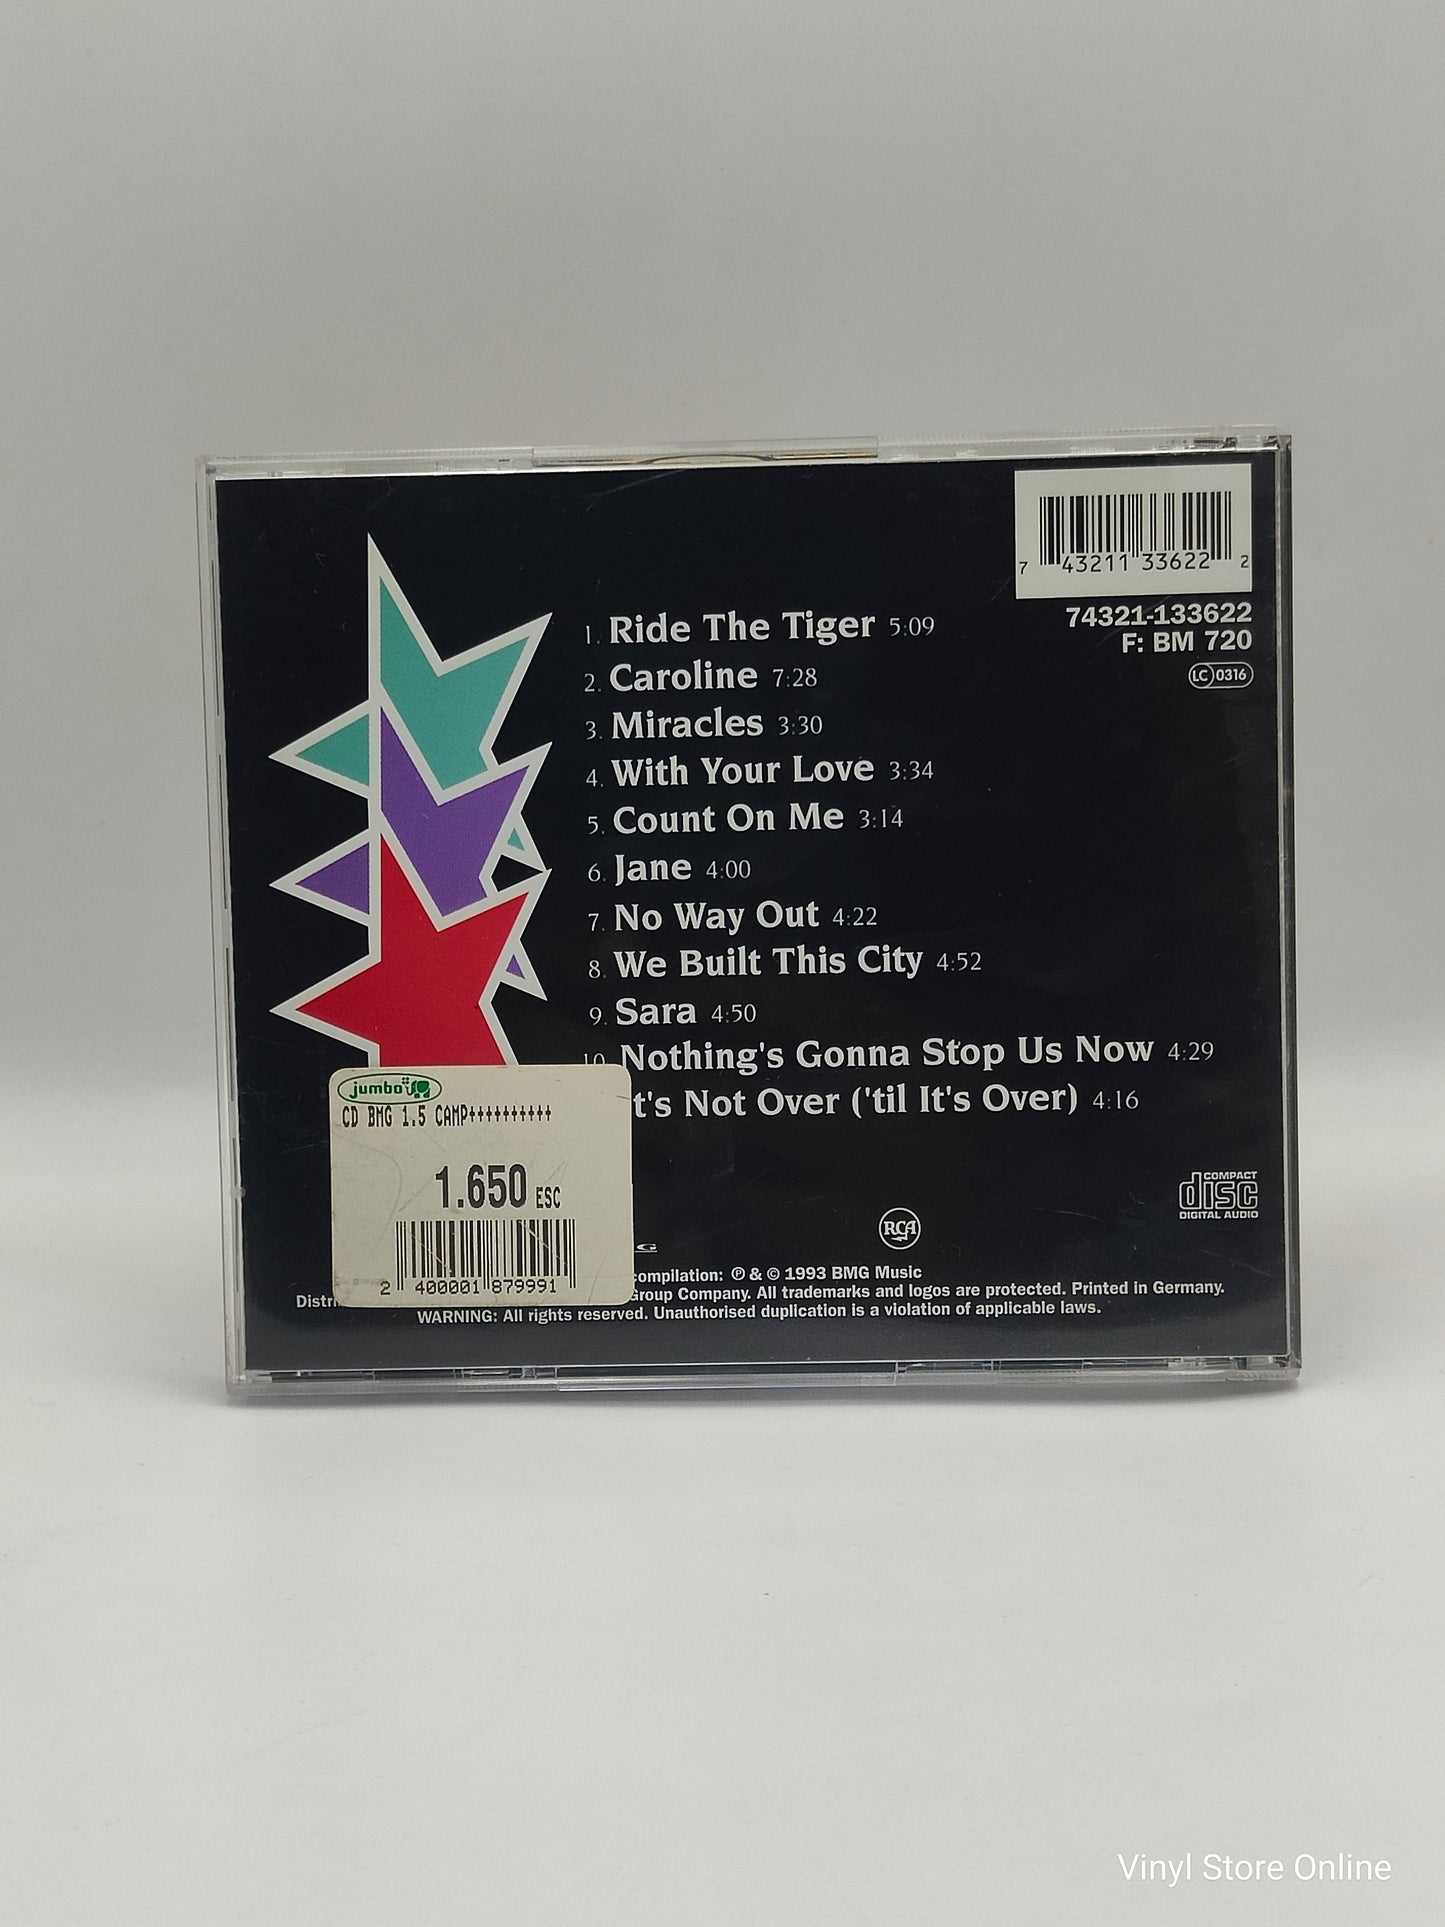 7 43211 33622 2
74321-133622
F: BM 720
LC 0316
1. Ride The Tiger 5:09
2. Caroline 7:28
3. Miracles 3:30
4. With Your Love 3:34
5. Count On Me 3:14
6. Jane 4:00
7. No Way Out 4:22
8. We Built This City 4:52
9. Sara 4:50
10. Nothing's Gonna Stop Us Now 4:29
t's Not Over ('til It's Over) 4:16
jumbo
CD BMG 1.5 CAMP++++++++++
1.650 ESC
2 400001 879991
COMPACT
disc
DIGITAL AUDIO
RCA
G
compilation: ℗ & © 1993 BMG Music
Distri Group Company. All trademarks and logos are protected. Printed in Germany.
WARNING: All rights reserved. Unauthorised duplication is a violation of applicable laws.
Vinyl Store Online